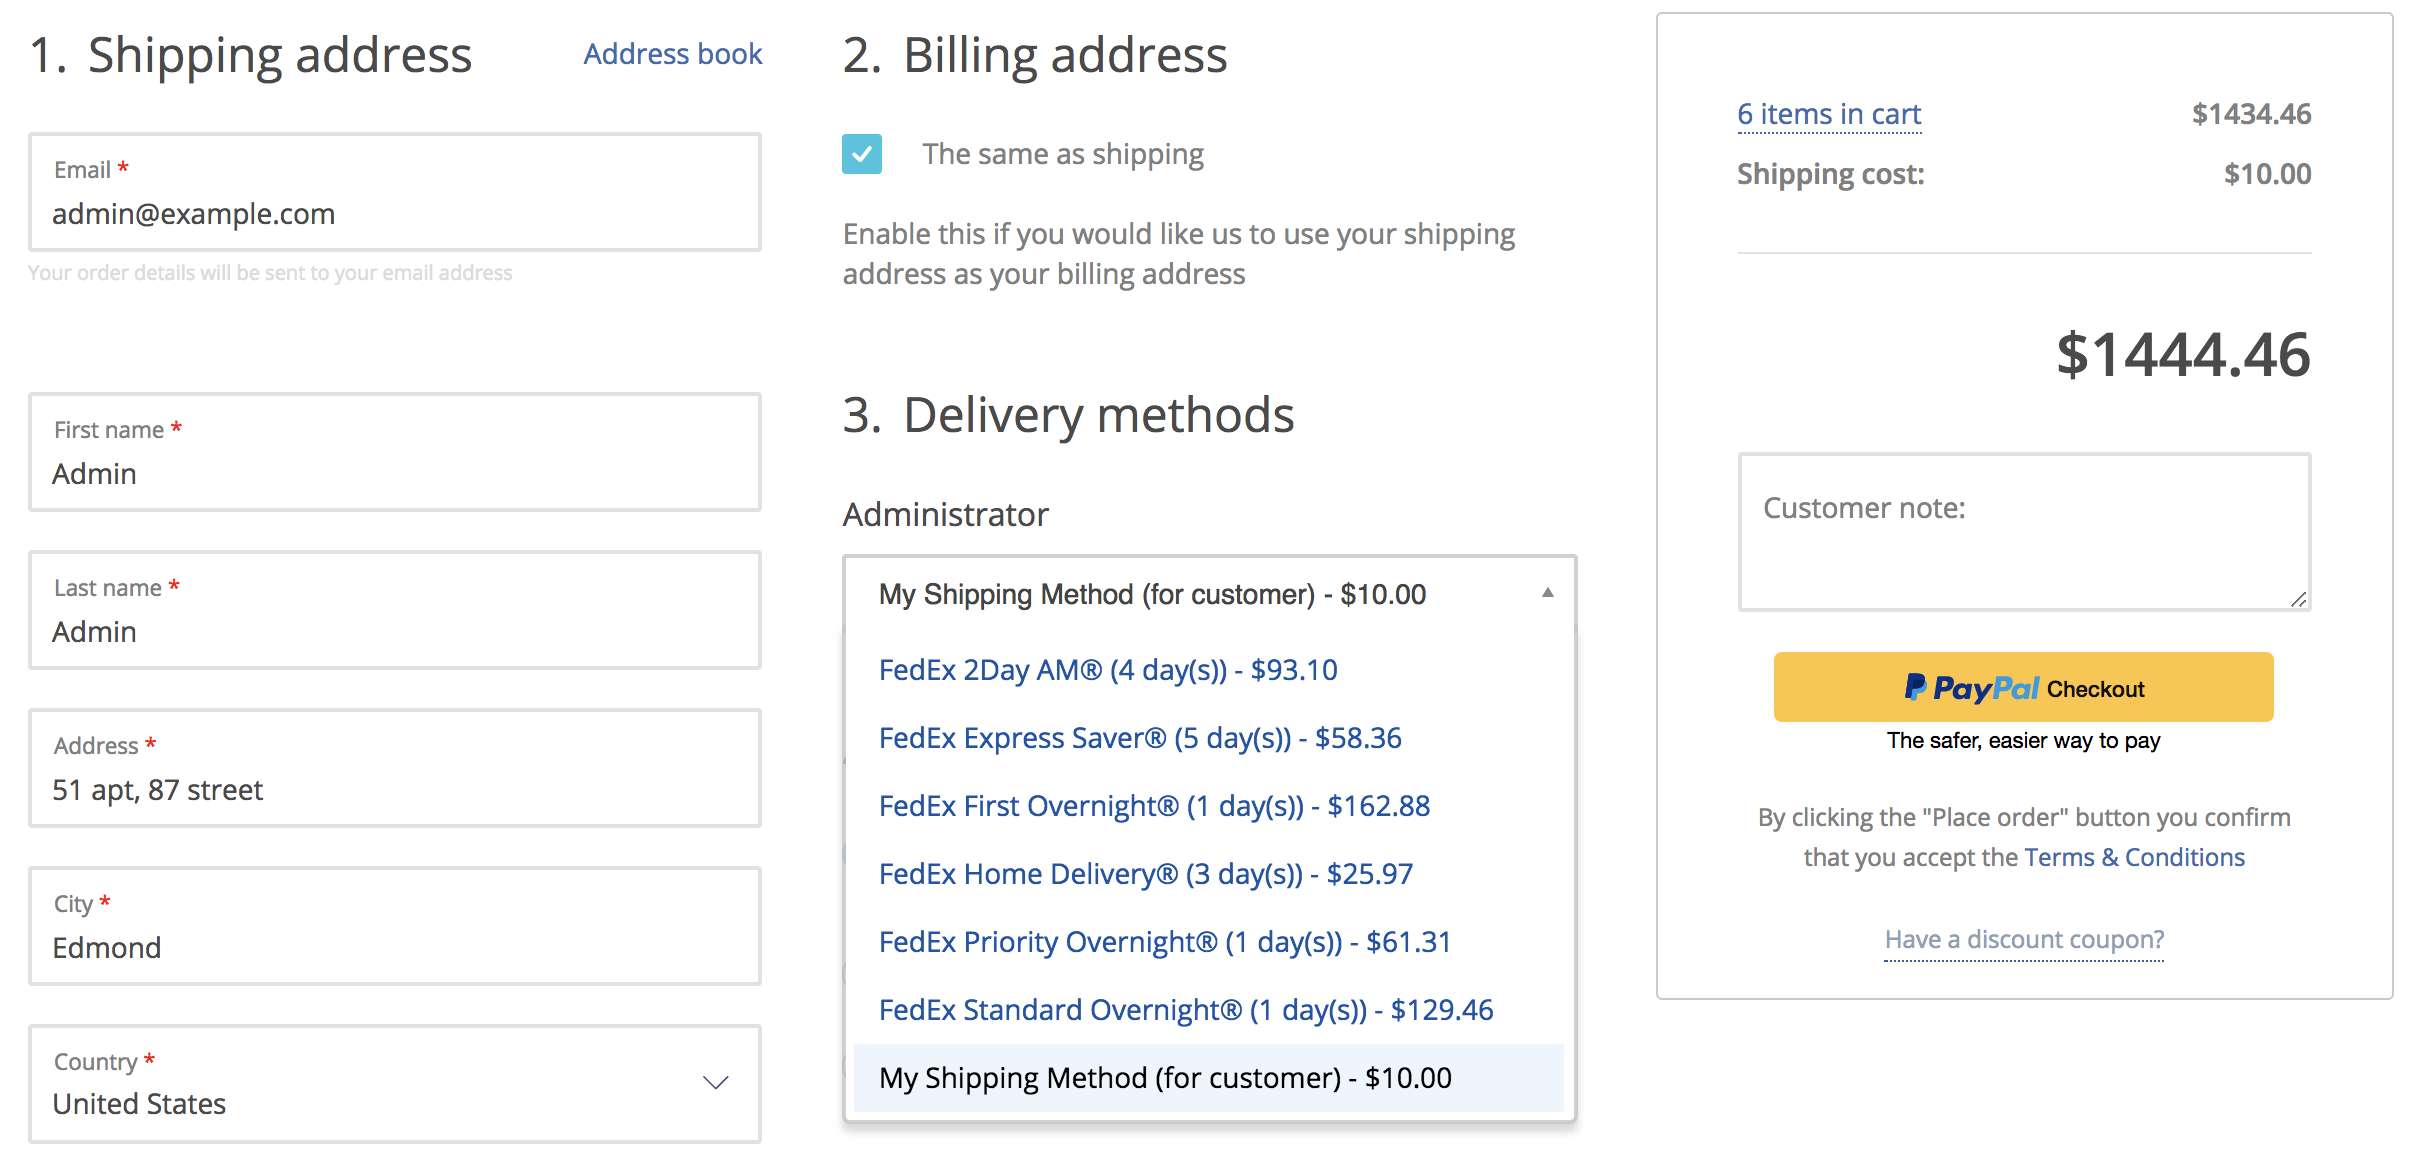 1. Shipping address
Address book
Email *
admin@example.com
Your order details will be sent to your email address
First name *
Admin
Last name *
Admin
Address *
51 apt, 87 street
City *
Edmond
Country *
United States
2. Billing address
The same as shipping
Enable this if you would like us to use your shipping
address as your billing address
3. Delivery methods
Administrator
My Shipping Method (for customer) - $10.00
FedEx 2Day AM® (4 day(s)) - $93.10
FedEx Express Saver® (5 day(s)) - $58.36
FedEx First Overnight® (1 day(s)) - $162.88
FedEx Home Delivery® (3 day(s)) - $25.97
FedEx Priority Overnight® (1 day(s)) - $61.31
FedEx Standard Overnight® (1 day(s)) - $129.46
My Shipping Method (for customer) - $10.00
6 items in cart $1434.46
Shipping cost: $10.00
$1444.46
Customer note:
PayPal Checkout
The safer, easier way to pay
By clicking the "Place order" button you confirm
that you accept the Terms & Conditions
Have a discount coupon?